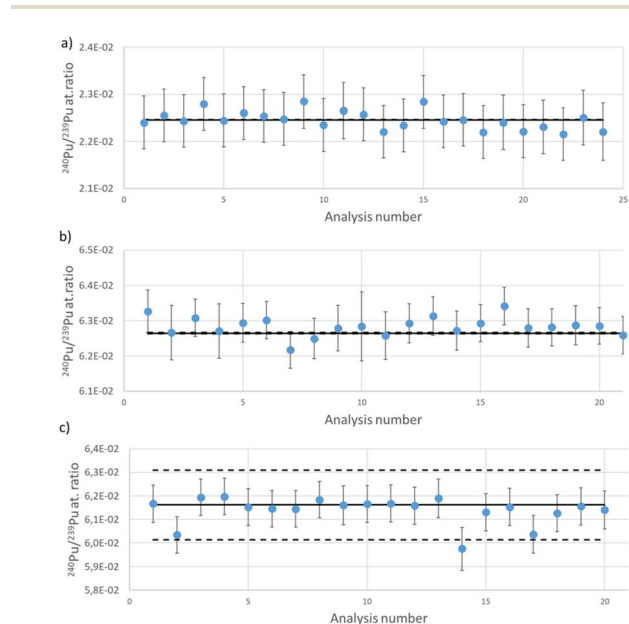 a)
2.4E-02
2.3E-02
2.2E-02
2.1E-02
²⁴⁰Pu/²³⁹Pu at.ratio
0
5
10
15
20
25
Analysis number
b)
6.5E-02
6.4E-02
6.3E-02
6.2E-02
6.1E-02
²⁴⁰Pu/²³⁹Pu at.ratio
0
5
10
15
20
Analysis number
c)
6,4E-02
6,3E-02
6,2E-02
6,1E-02
6,0E-02
5,9E-02
5,8E-02
²⁴⁰Pu/²³⁹Pu at. ratio
0
5
10
15
20
Analysis number